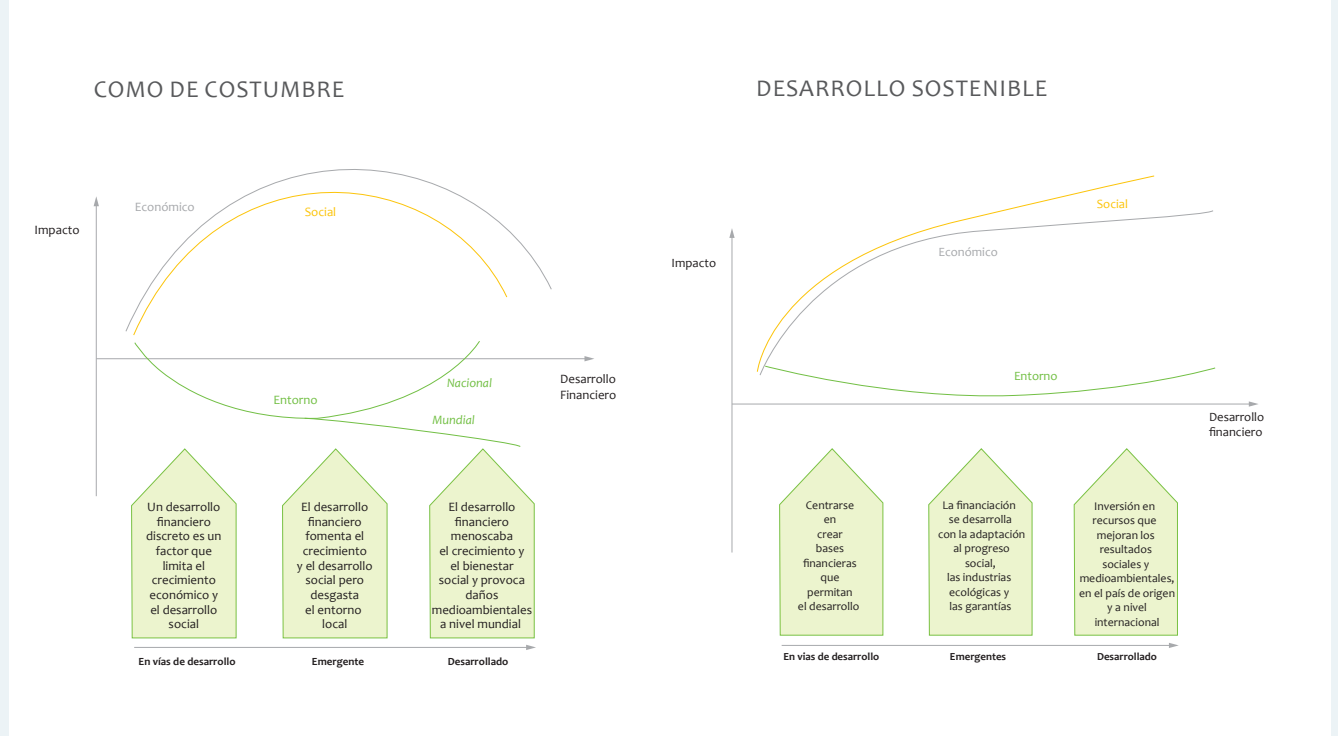 COMO DE COSTUMBRE
Impacto
Económico
Social
Entorno
Nacional
Mundial
Desarrollo
Financiero
Un desarrollo
financiero
discreto es un
factor que
limita el
crecimiento
económico y
el desarrollo
social
El desarrollo
financiero
fomenta el
crecimiento
y el desarrollo
social pero
desgasta
el entorno
local
El desarrollo
financiero
menoscaba
el crecimiento y
el bienestar
social y provoca
daños
medioambientales
a nivel mundial
En vías de desarrollo
Emergente
Desarrollado
DESARROLLO SOSTENIBLE
Impacto
Social
Económico
Entorno
Desarrollo
financiero
Centrarse
en
crear
bases
financieras
que
permitan
el desarrollo
La financiación
se desarrolla
con la adaptación
al progreso
social,
las industrias
ecológicas y
las garantías
Inversión en
recursos que
mejoran los
resultados
sociales y
medioambientales,
en el país de origen
y a nivel
internacional
En vias de desarrollo
Emergentes
Desarrollado